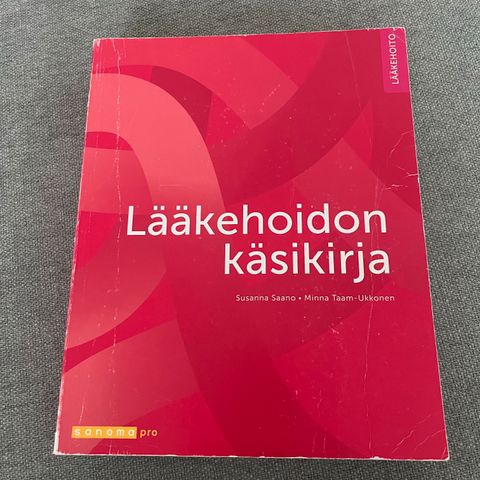 LÄÄKEHOITO
Lääkehoidon
käsikirja
Susanna Saano • Minna Taam-Ukkonen
sanoma pro